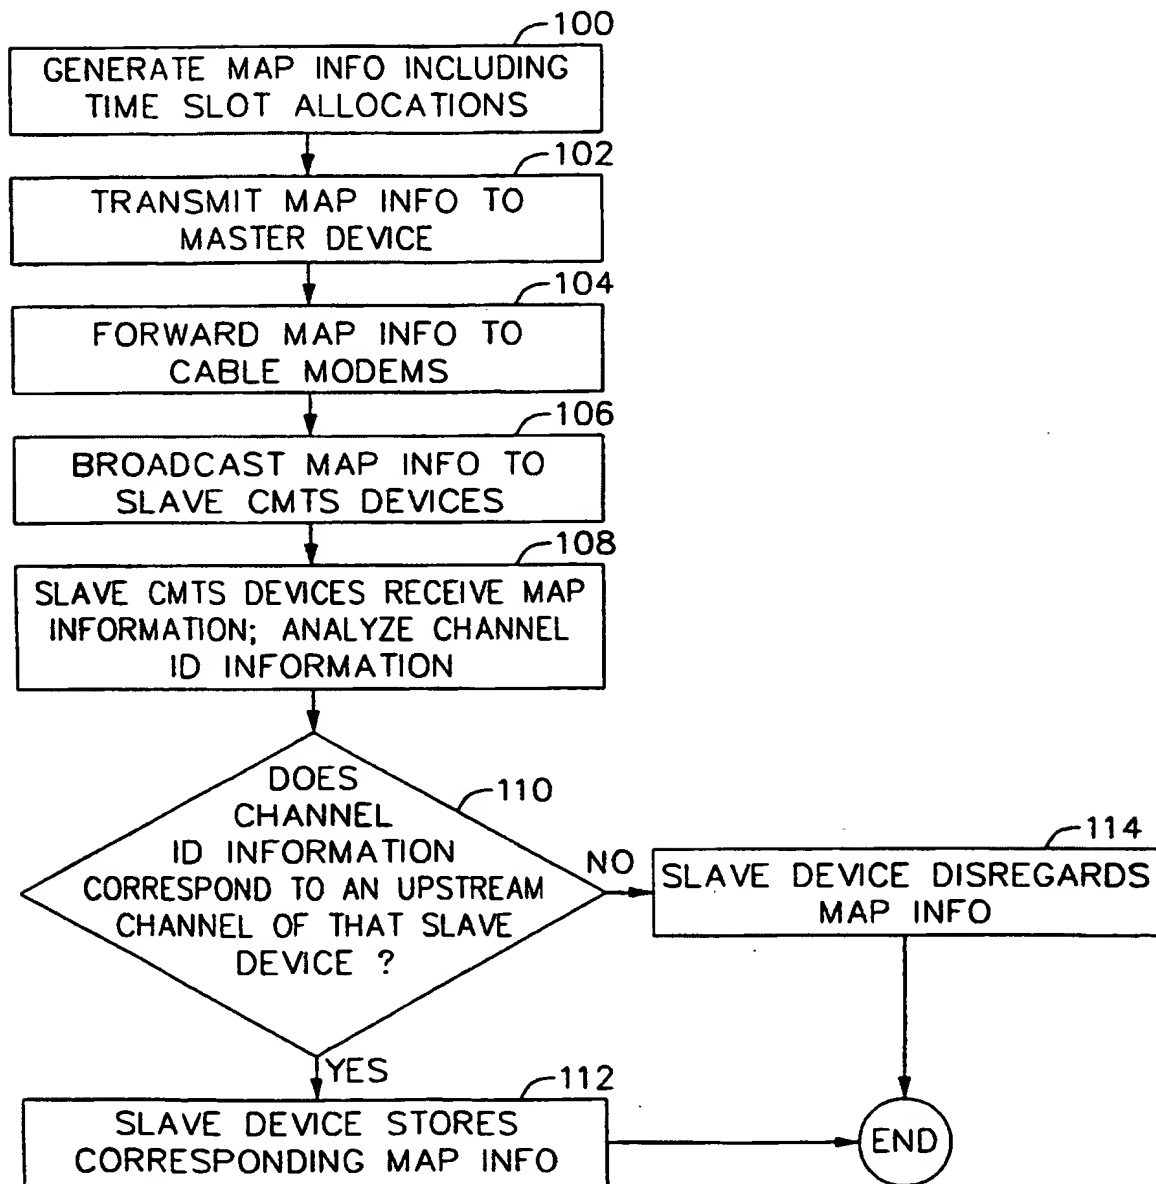 100
GENERATE MAP INFO INCLUDING
TIME SLOT ALLOCATIONS
102
TRANSMIT MAP INFO TO
MASTER DEVICE
104
FORWARD MAP INFO TO
CABLE MODEMS
106
BROADCAST MAP INFO TO
SLAVE CMTS DEVICES
108
SLAVE CMTS DEVICES RECEIVE MAP
INFORMATION; ANALYZE CHANNEL
ID INFORMATION
110
DOES
CHANNEL
ID INFORMATION
CORRESPOND TO AN UPSTREAM
CHANNEL OF THAT SLAVE
DEVICE ?
NO
114
SLAVE DEVICE DISREGARDS
MAP INFO
YES
112
SLAVE DEVICE STORES
CORRESPONDING MAP INFO
END